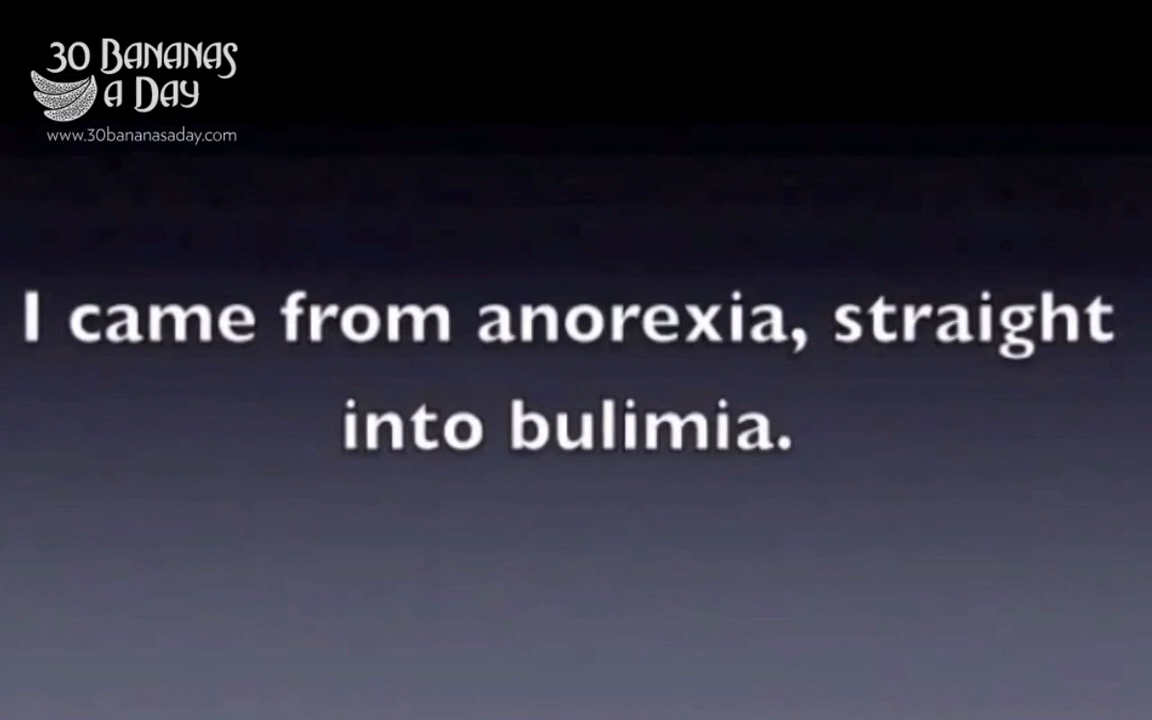 30 BANANAS
A DAY
www.30bananasaday.com
I came from anorexia, straight
into bulimia.